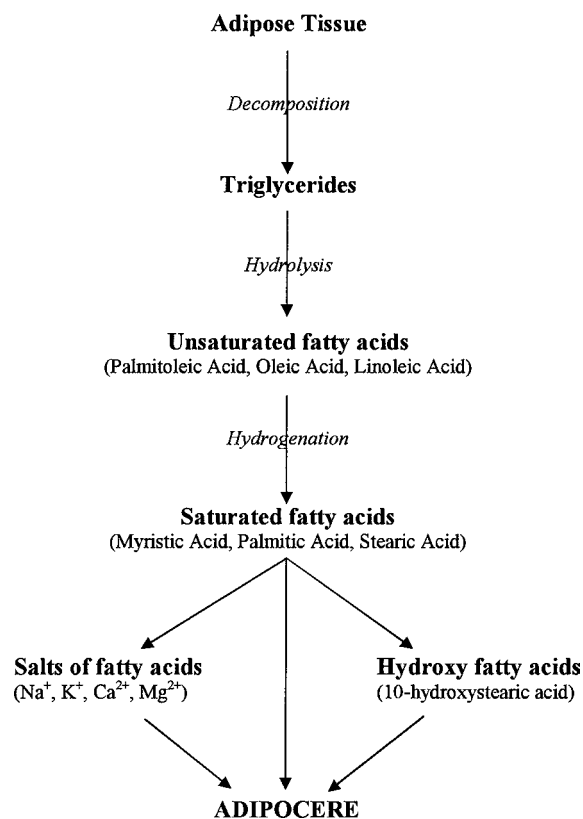 Adipose Tissue
Decomposition
Triglycerides
Hydrolysis
Unsaturated fatty acids
(Palmitoleic Acid, Oleic Acid, Linoleic Acid)
Hydrogenation
Saturated fatty acids
(Myristic Acid, Palmitic Acid, Stearic Acid)
Salts of fatty acids
(Na⁺, K⁺, Ca²⁺, Mg²⁺)
Hydroxy fatty acids
(10-hydroxystearic acid)
ADIPOCERE